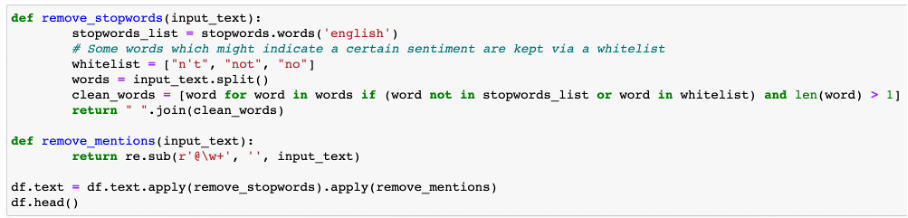 def remove_stopwords(input_text):
        stopwords_list = stopwords.words('english')
        # Some words which might indicate a certain sentiment are kept via a whitelist
        whitelist = ["n't", "not", "no"]
        words = input_text.split()
        clean_words = [word for word in words if (word not in stopwords_list or word in whitelist) and len(word) > 1]
        return " ".join(clean_words)

def remove_mentions(input_text):
        return re.sub(r'@\w+', '', input_text)

df.text = df.text.apply(remove_stopwords).apply(remove_mentions)
df.head()